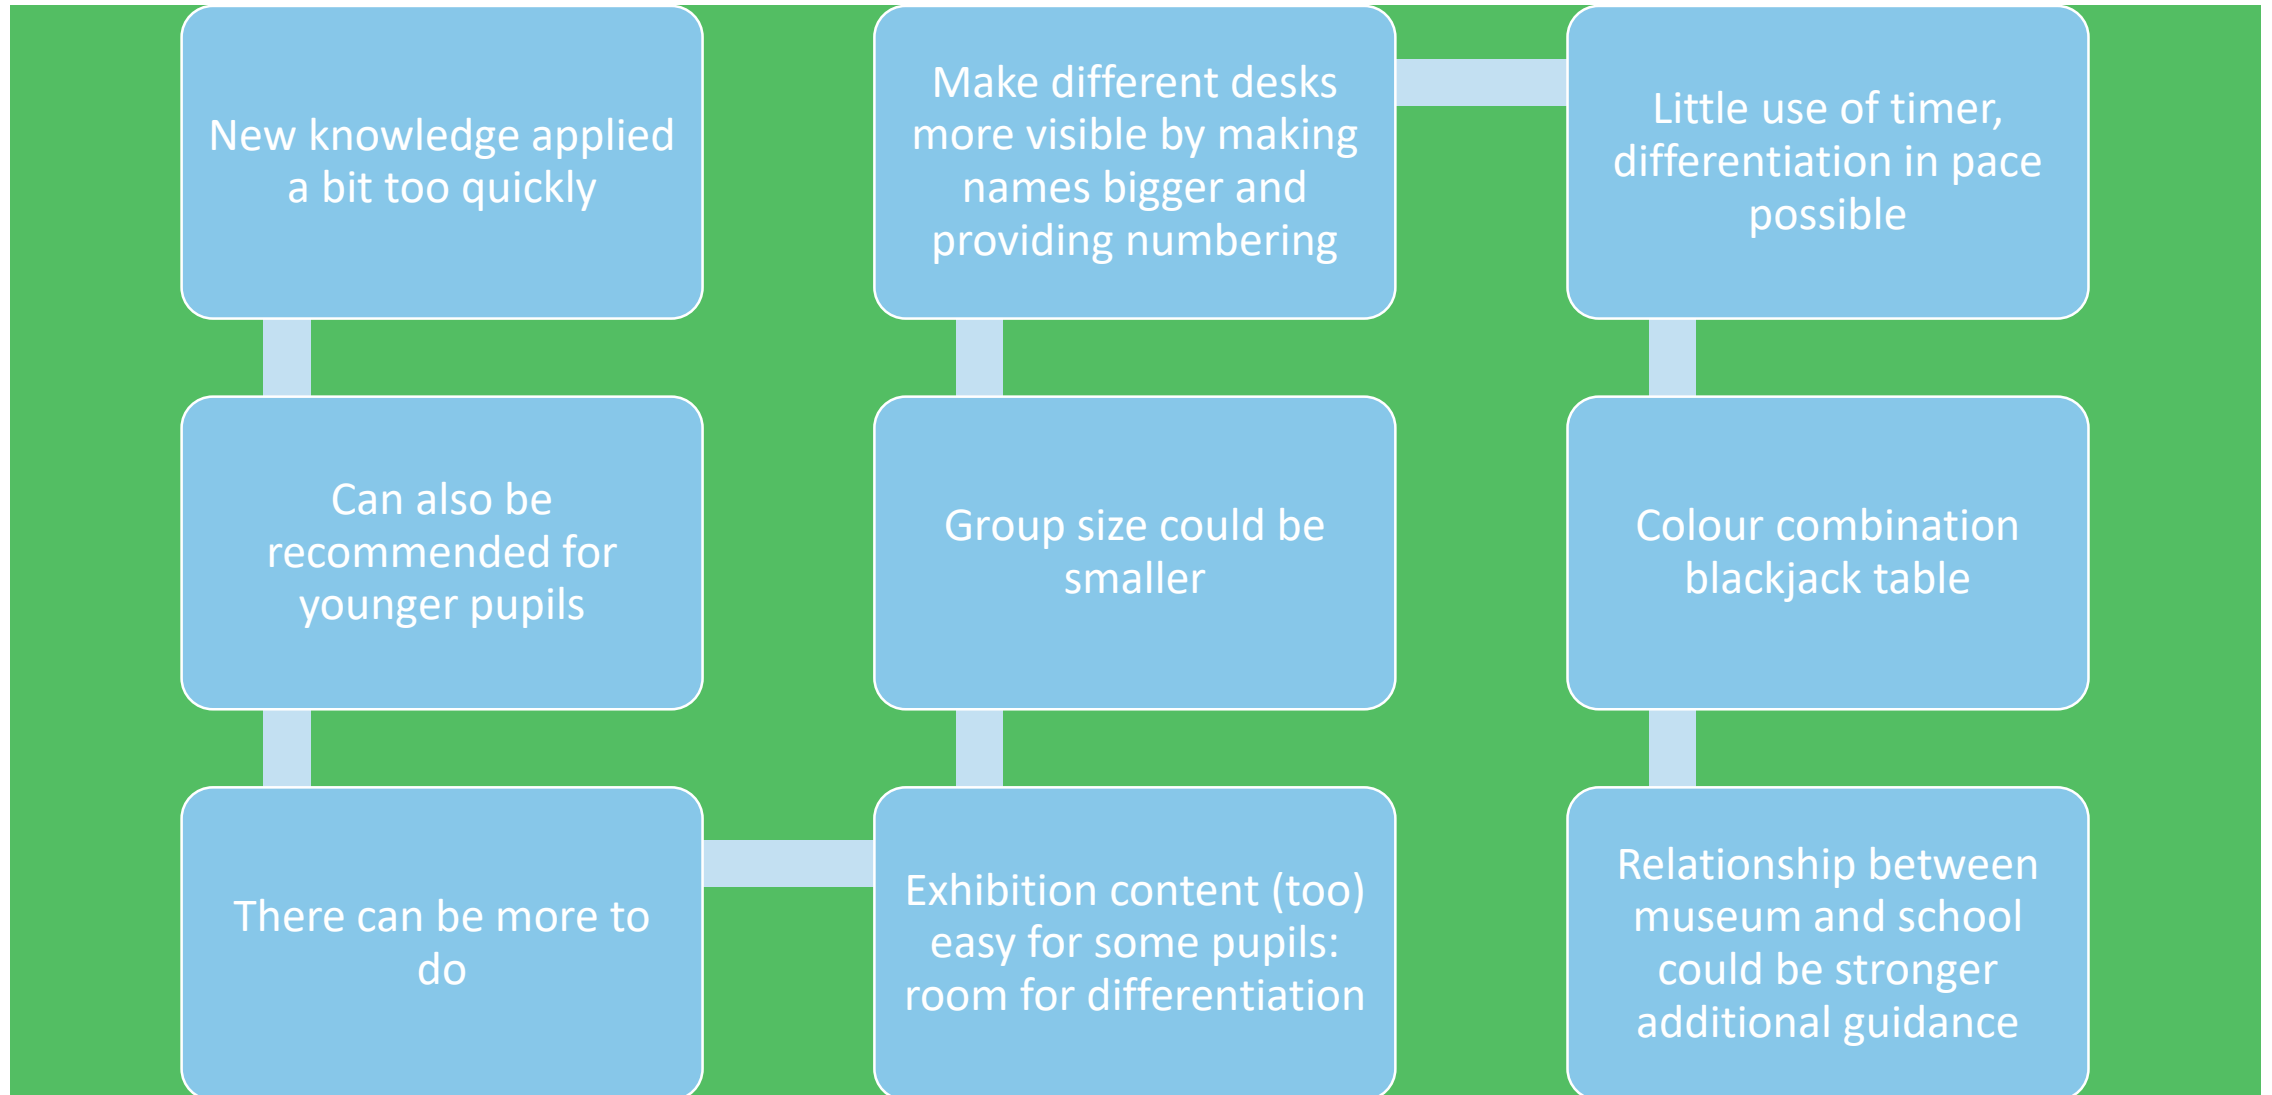 New knowledge applied
a bit too quickly
Can also be
recommended for
younger pupils
There can be more to
do
Exhibition content (too)
easy for some pupils:
room for differentiation
Group size could be
smaller
Make different desks
more visible by making
names bigger and
providing numbering
Little use of timer,
differentiation in pace
possible
Colour combination
blackjack table
Relationship between
museum and school
could be stronger
additional guidance